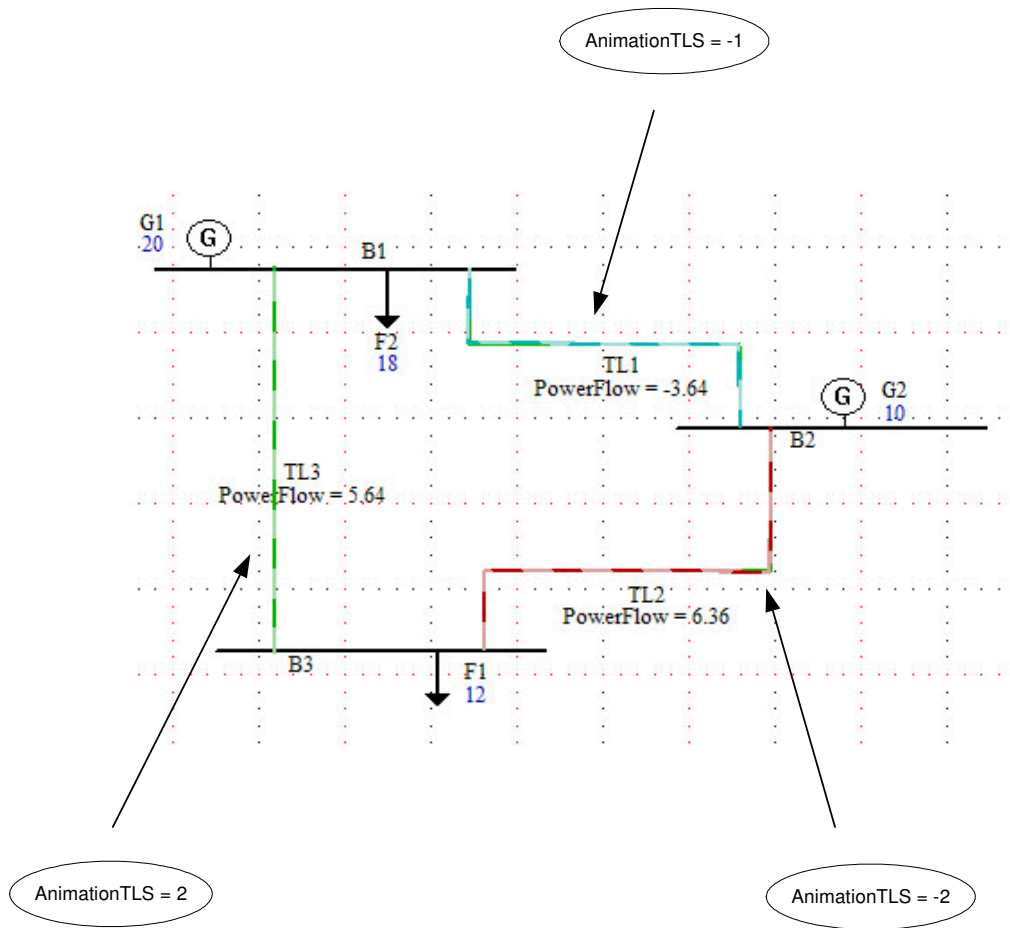 AnimationTLS = -1
G1
20
G
B1
F2
18
TL1
PowerFlow = -3.64
G
G2
10
B2
TL3
PowerFlow = 5.64
TL2
PowerFlow = 6.36
B3
F1
12
AnimationTLS = 2
AnimationTLS = -2